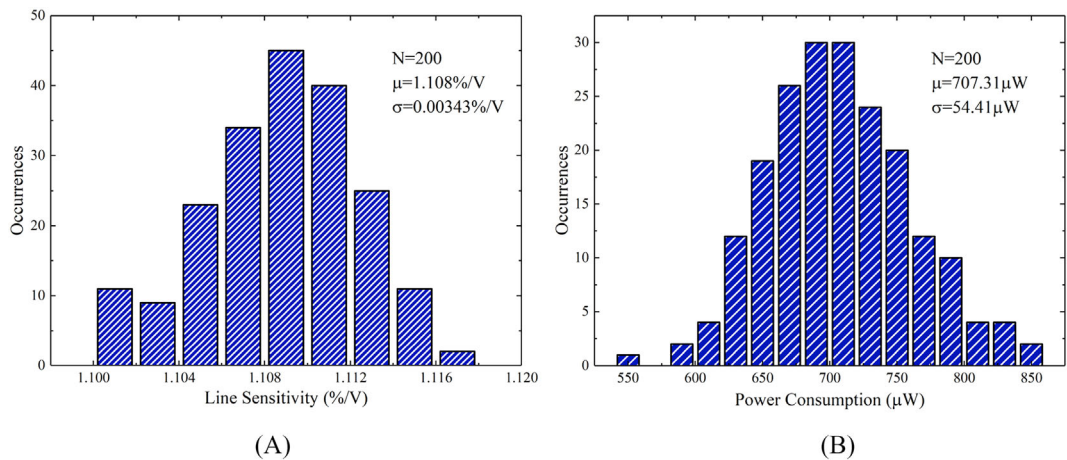 50
40
30
20
10
0
Occurrences
N=200
μ=1.108%/V
σ=0.00343%/V
1.100 1.104 1.108 1.112 1.116 1.120
Line Sensitivity (%/V)
(A)
30
25
20
15
10
5
0
Occurrences
N=200
μ=707.31μW
σ=54.41μW
550 600 650 700 750 800 850
Power Consumption (μW)
(B)